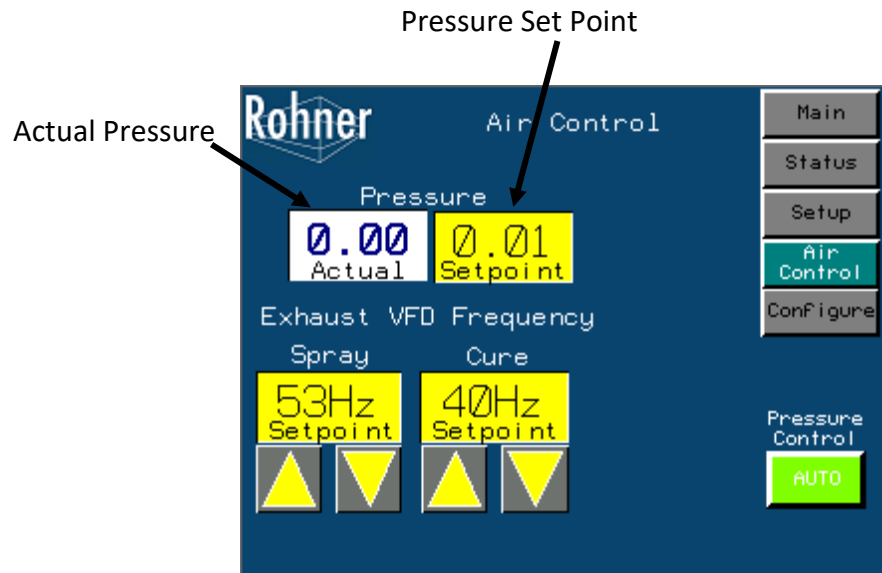 Pressure Set Point
Actual Pressure
Rohner
Air Control
Main
Status
Setup
Air
Control
Configure
Pressure
0.00
Actual
0.01
Setpoint
Exhaust VFD Frequency
Spray
Cure
53Hz
Setpoint
40Hz
Setpoint
Pressure
Control
AUTO